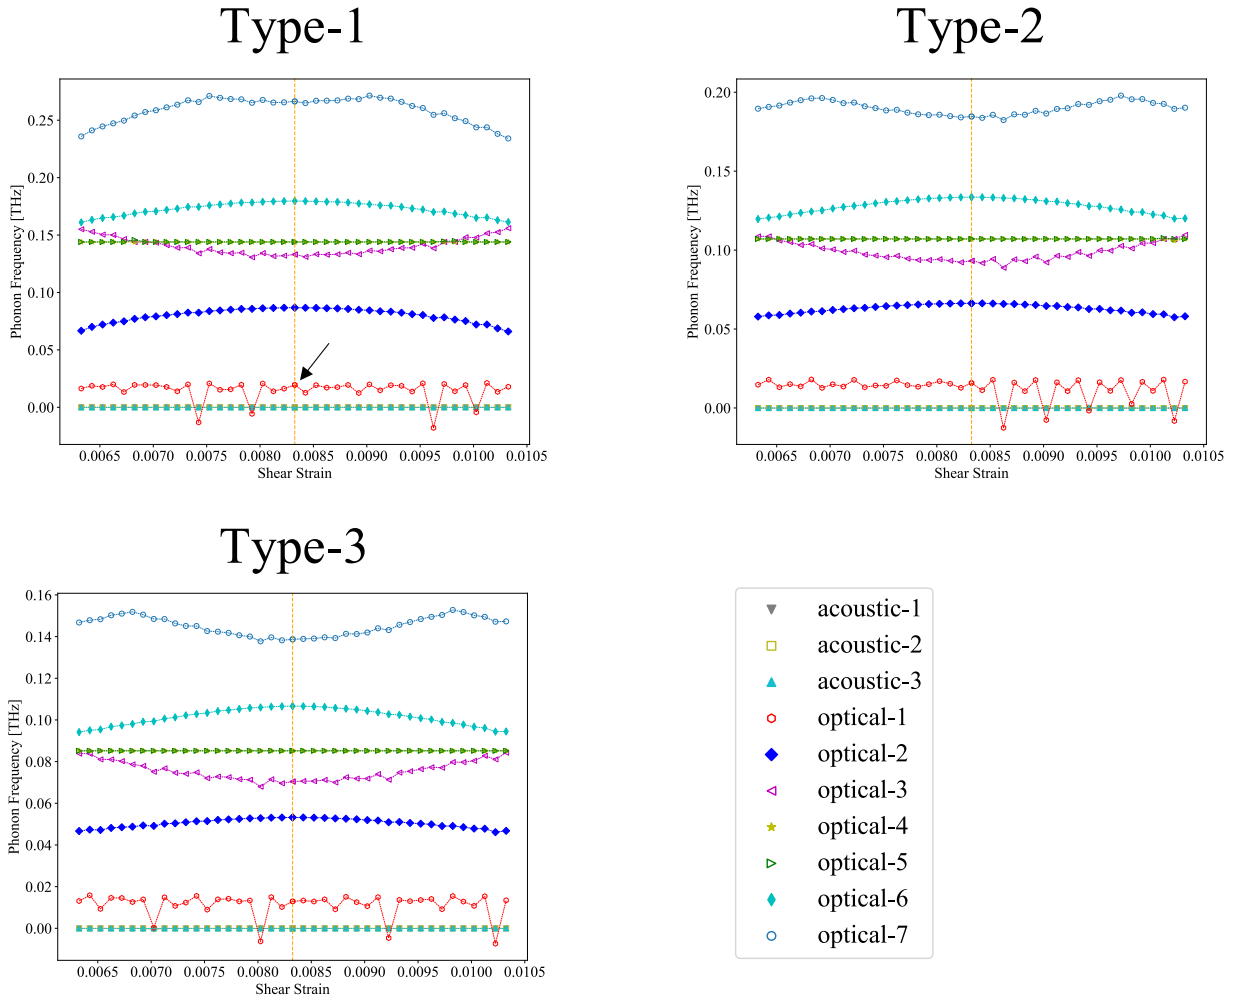 Type-1
Phonon Frequency [THz]
0.25
0.20
0.15
0.10
0.05
0.00
0.0065 0.0070 0.0075 0.0080 0.0085 0.0090 0.0095 0.0100 0.0105
Shear Strain
Type-2
Phonon Frequency [THz]
0.20
0.15
0.10
0.05
0.00
0.0065 0.0070 0.0075 0.0080 0.0085 0.0090 0.0095 0.0100 0.0105
Shear Strain
Type-3
Phonon Frequency [THz]
0.16
0.14
0.12
0.10
0.08
0.06
0.04
0.02
0.00
0.0065 0.0070 0.0075 0.0080 0.0085 0.0090 0.0095 0.0100 0.0105
Shear Strain
acoustic-1
acoustic-2
acoustic-3
optical-1
optical-2
optical-3
optical-4
optical-5
optical-6
optical-7